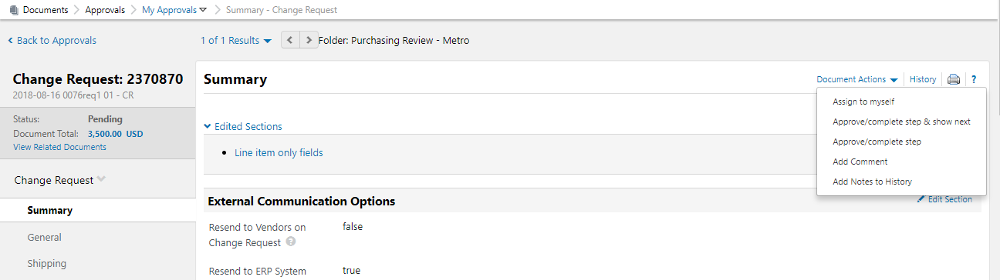 Documents Approvals My Approvals Summary - Change Request
Back to Approvals
1 of 1 Results Folder: Purchasing Review - Metro
Change Request: 2370870
2018-08-16 0076req1 01 - CR
Status: Pending
Document Total: 3,500.00 USD
View Related Documents
Change Request
Summary
General
Shipping
Summary
Document Actions History ?
Assign to myself
Approve/complete step & show next
Approve/complete step
Add Comment
Add Notes to History
Edited Sections
Line item only fields
External Communication Options
Edit Section
Resend to Vendors on false
Change Request ?
Resend to ERP System true